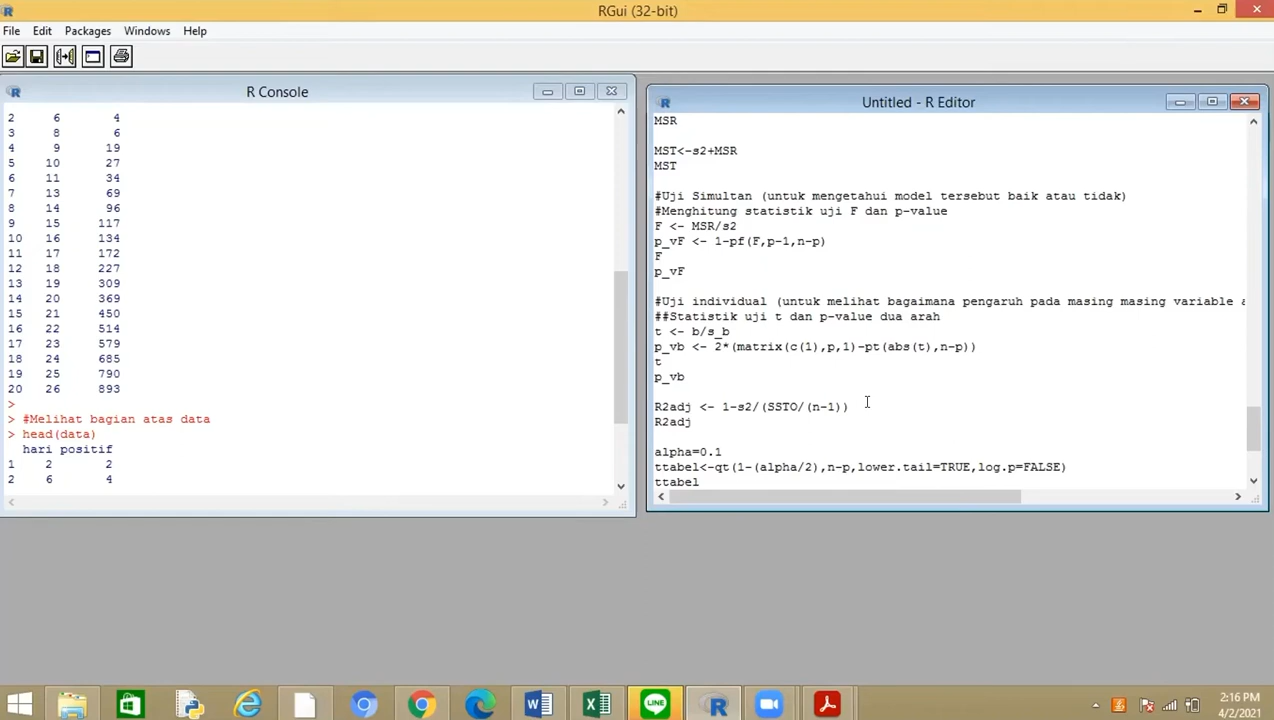 RGui (32-bit)
File Edit Packages Windows Help
R Console
2 6 4
3 8 6
4 9 19
5 10 27
6 11 34
7 13 69
8 14 96
9 15 117
10 16 134
11 17 172
12 18 227
13 19 309
14 20 369
15 21 450
16 22 514
17 23 579
18 24 685
19 25 790
20 26 893
>
> #Melihat bagian atas data
> head(data)
hari positif
1 2 2
2 6 4
Untitled - R Editor
MSR
MST<-s2+MSR
MST
#Uji Simultan (untuk mengetahui model tersebut baik atau tidak)
#Menghitung statistik uji F dan p-value
F <- MSR/s2
p_vF <- 1-pf(F,p-1,n-p)
F
p_vF
#Uji individual (untuk melihat bagaimana pengaruh pada masing masing variable
##Statistik uji t dan p-value dua arah
t <- b/s_b
p_vb <- 2*(matrix(c(1),p,1)-pt(abs(t),n-p))
t
p_vb
R2adj <- 1-s2/(SSTO/(n-1))
R2adj
alpha=0.1
ttabel<-qt(1-(alpha/2),n-p,lower.tail=TRUE,log.p=FALSE)
ttabel
LINE
2:16 PM
4/2/2021